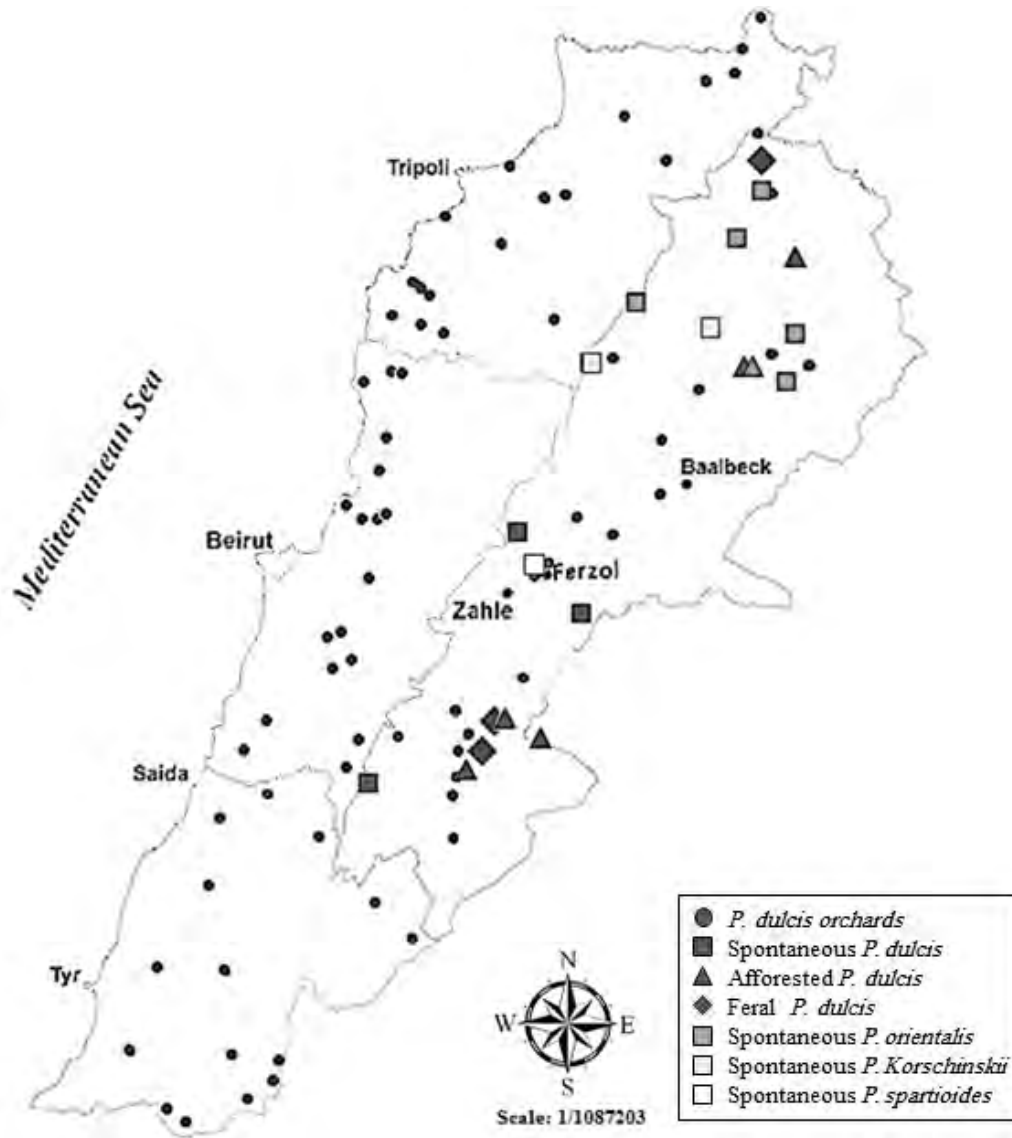 Tripoli
Mediterranean Sea
Baalbeck
Beirut
Ferzol
Zahle
Saida
Tyr
N
W E
S
Scale: 1/1087203
P. dulcis orchards
Spontaneous P. dulcis
Afforested P. dulcis
Feral P. dulcis
Spontaneous P. orientalis
Spontaneous P. Korschinskii
Spontaneous P. spartioides